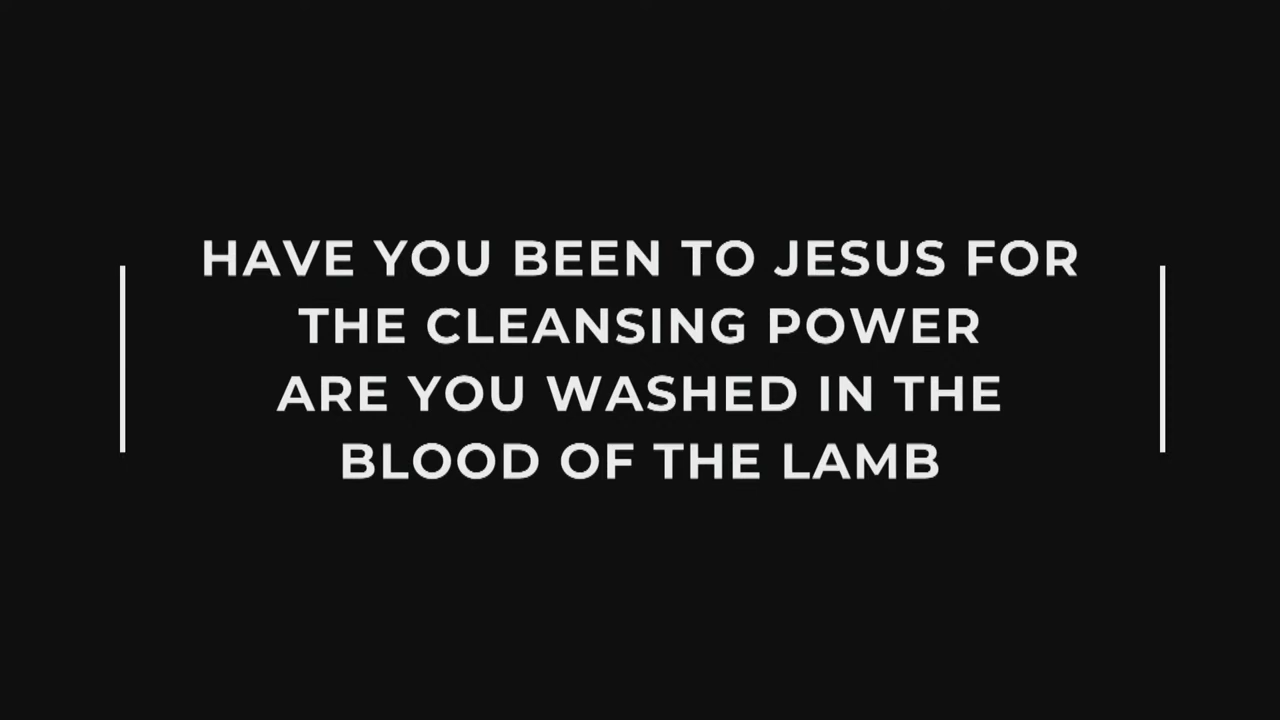 HAVE YOU BEEN TO JESUS FOR
THE CLEANSING POWER
ARE YOU WASHED IN THE
BLOOD OF THE LAMB